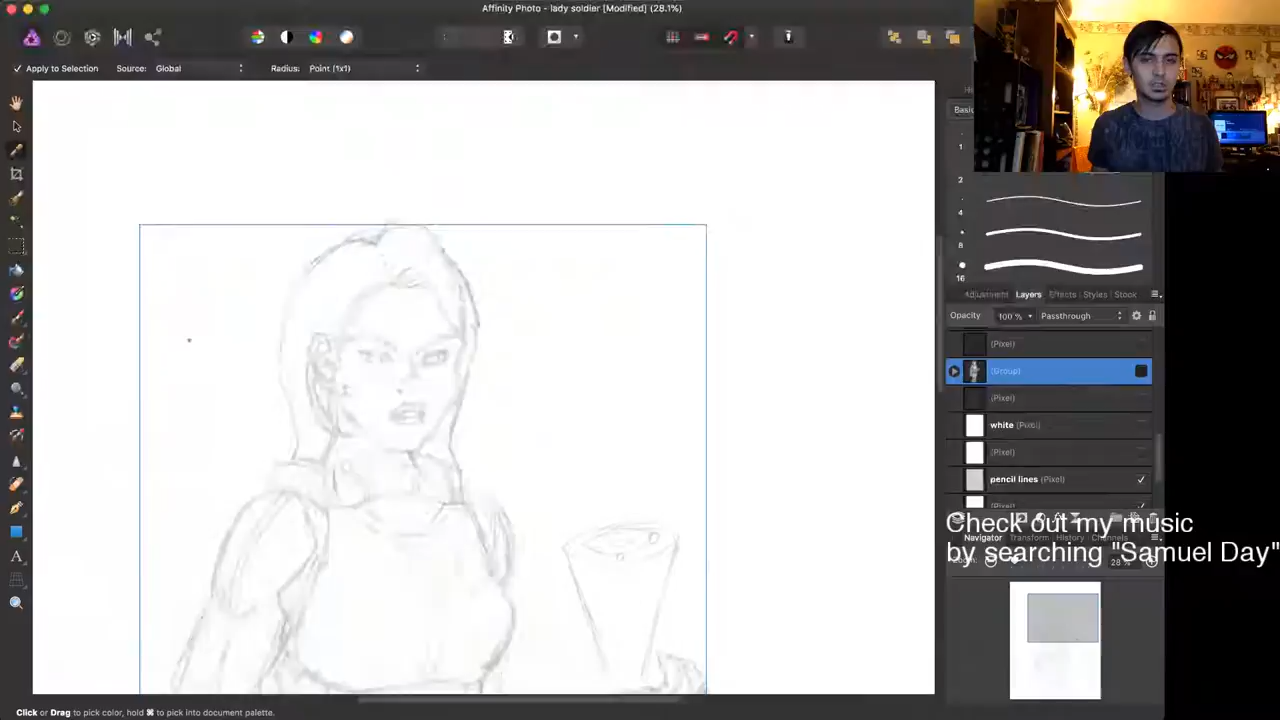 Affinity Photo - lady soldier [Modified] (28.1%)
Apply to Selection Source: Global Radius: Point (1x1)
Basic
1
2
4
8
16
Adjustment Layers Effects Styles Stock
Opacity 100 % Passthrough
(Pixel)
(Group)
(Pixel)
white (Pixel)
(Pixel)
pencil lines (Pixel)
(Pixel)
Check out my music
Navigator Transform History Channels
by searching "Samuel Day"
28 %
A
Click or Drag to pick color, hold ⌘ to pick into document palette.